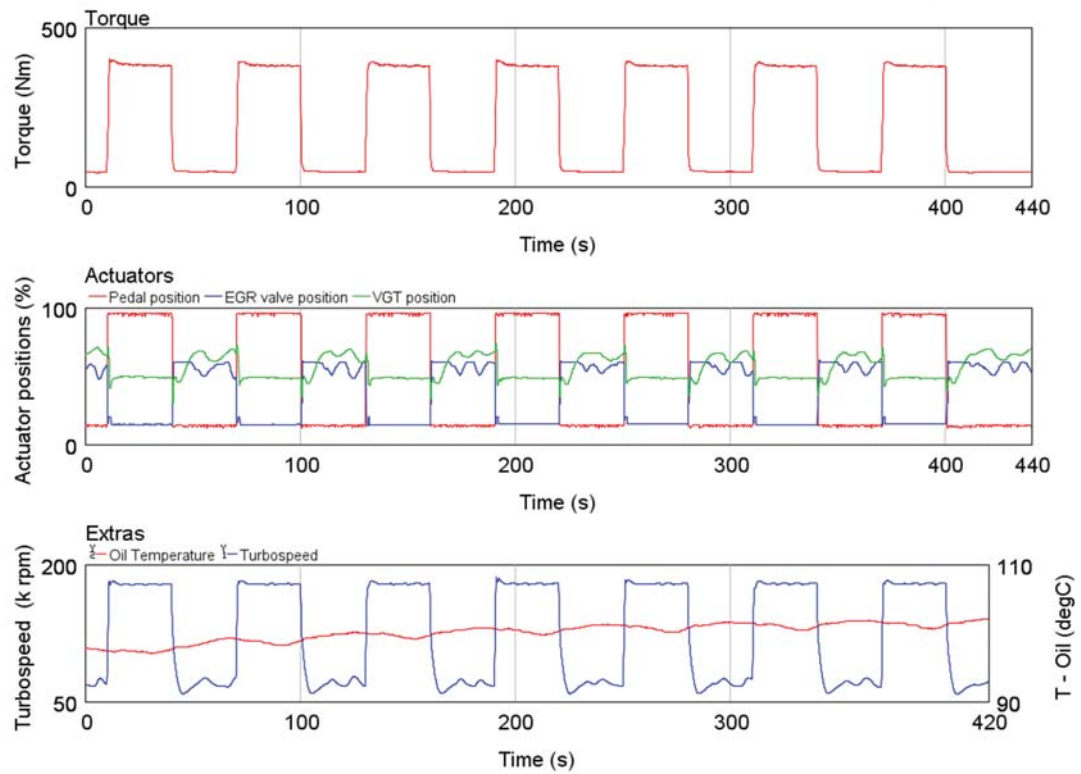 Torque
500
Torque (Nm)
0
0 100 200 300 400 440
Time (s)
Actuators
Pedal position EGR valve position VGT position
100
Actuator positions (%)
0
0 100 200 300 400 440
Time (s)
Extras
Oil Temperature Turbospeed
200 110
Turbospeed (k rpm)
T - Oil (degC)
50 90
0 100 200 300 420
Time (s)